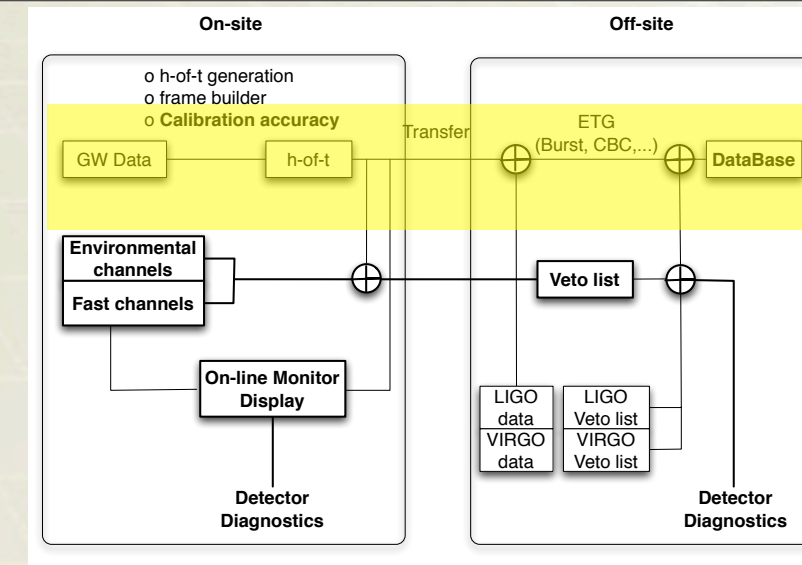 On-site
Off-site
o h-of-t generation
o frame builder
o Calibration accuracy
Transfer
ETG
(Burst, CBC,...)
GW Data
h-of-t
DataBase
Environmental
channels
Fast channels
Veto list
On-line Monitor
Display
LIGO
data
VIRGO
data
LIGO
Veto list
VIRGO
Veto list
Detector
Diagnostics
Detector
Diagnostics